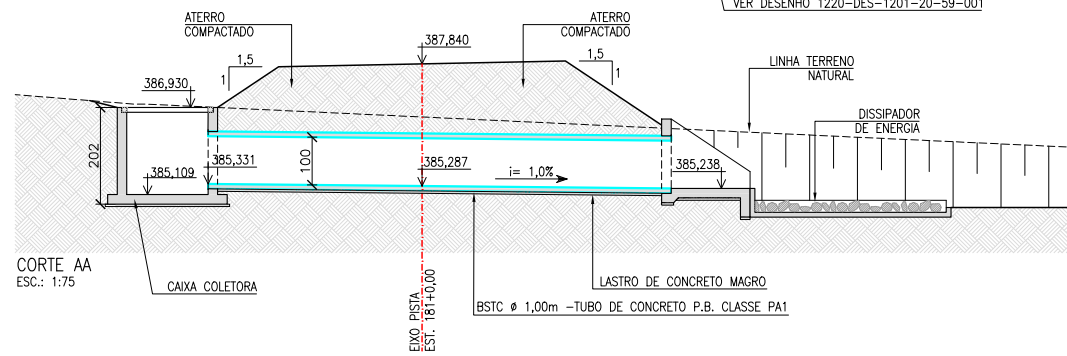 VER DESENHO 1220-DES-1201-20-59-001
ATERRO
COMPACTADO
ATERRO
COMPACTADO
387,840
1,5
1
1,5
1
LINHA TERRENO
NATURAL
386,930
DISSIPADOR
DE ENERGIA
202
100
385,331
385,109
385,287
i= 1,0%
385,238
CORTE AA
ESC.: 1:75
CAIXA COLETORA
LASTRO DE CONCRETO MAGRO
BSTC ø 1,00m -TUBO DE CONCRETO P.B. CLASSE PA1
EIXO PISTA
EST. 181+0,00